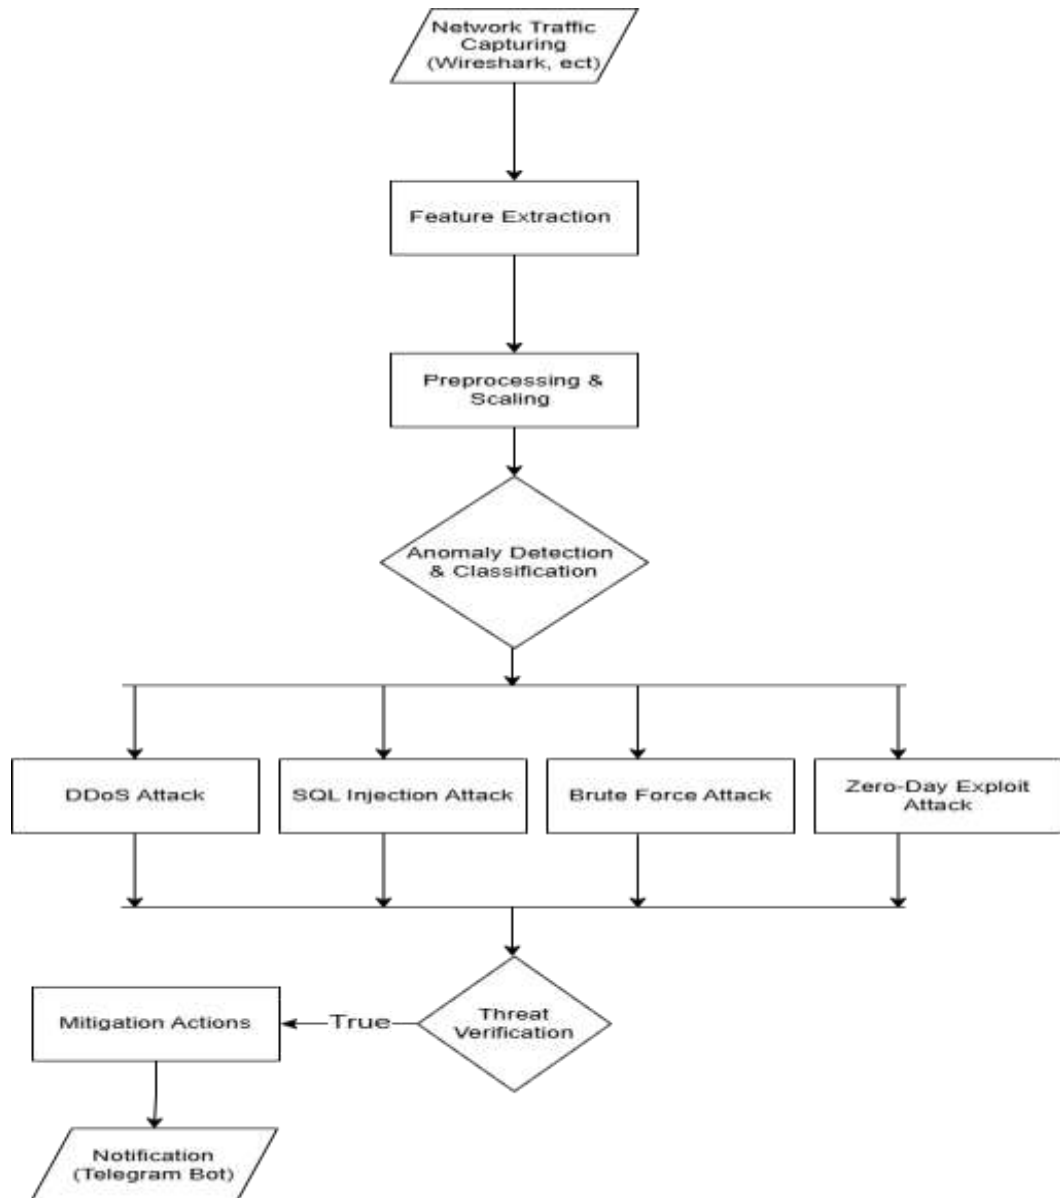 Network Traffic
Capturing
(Wireshark, ect)
Feature Extraction
Preprocessing &
Scaling
Anomaly Detection
& Classification
DDoS Attack
SQL Injection Attack
Brute Force Attack
Zero-Day Exploit
Attack
Mitigation Actions
True
Threat
Verification
Notification
(Telegram Bot)